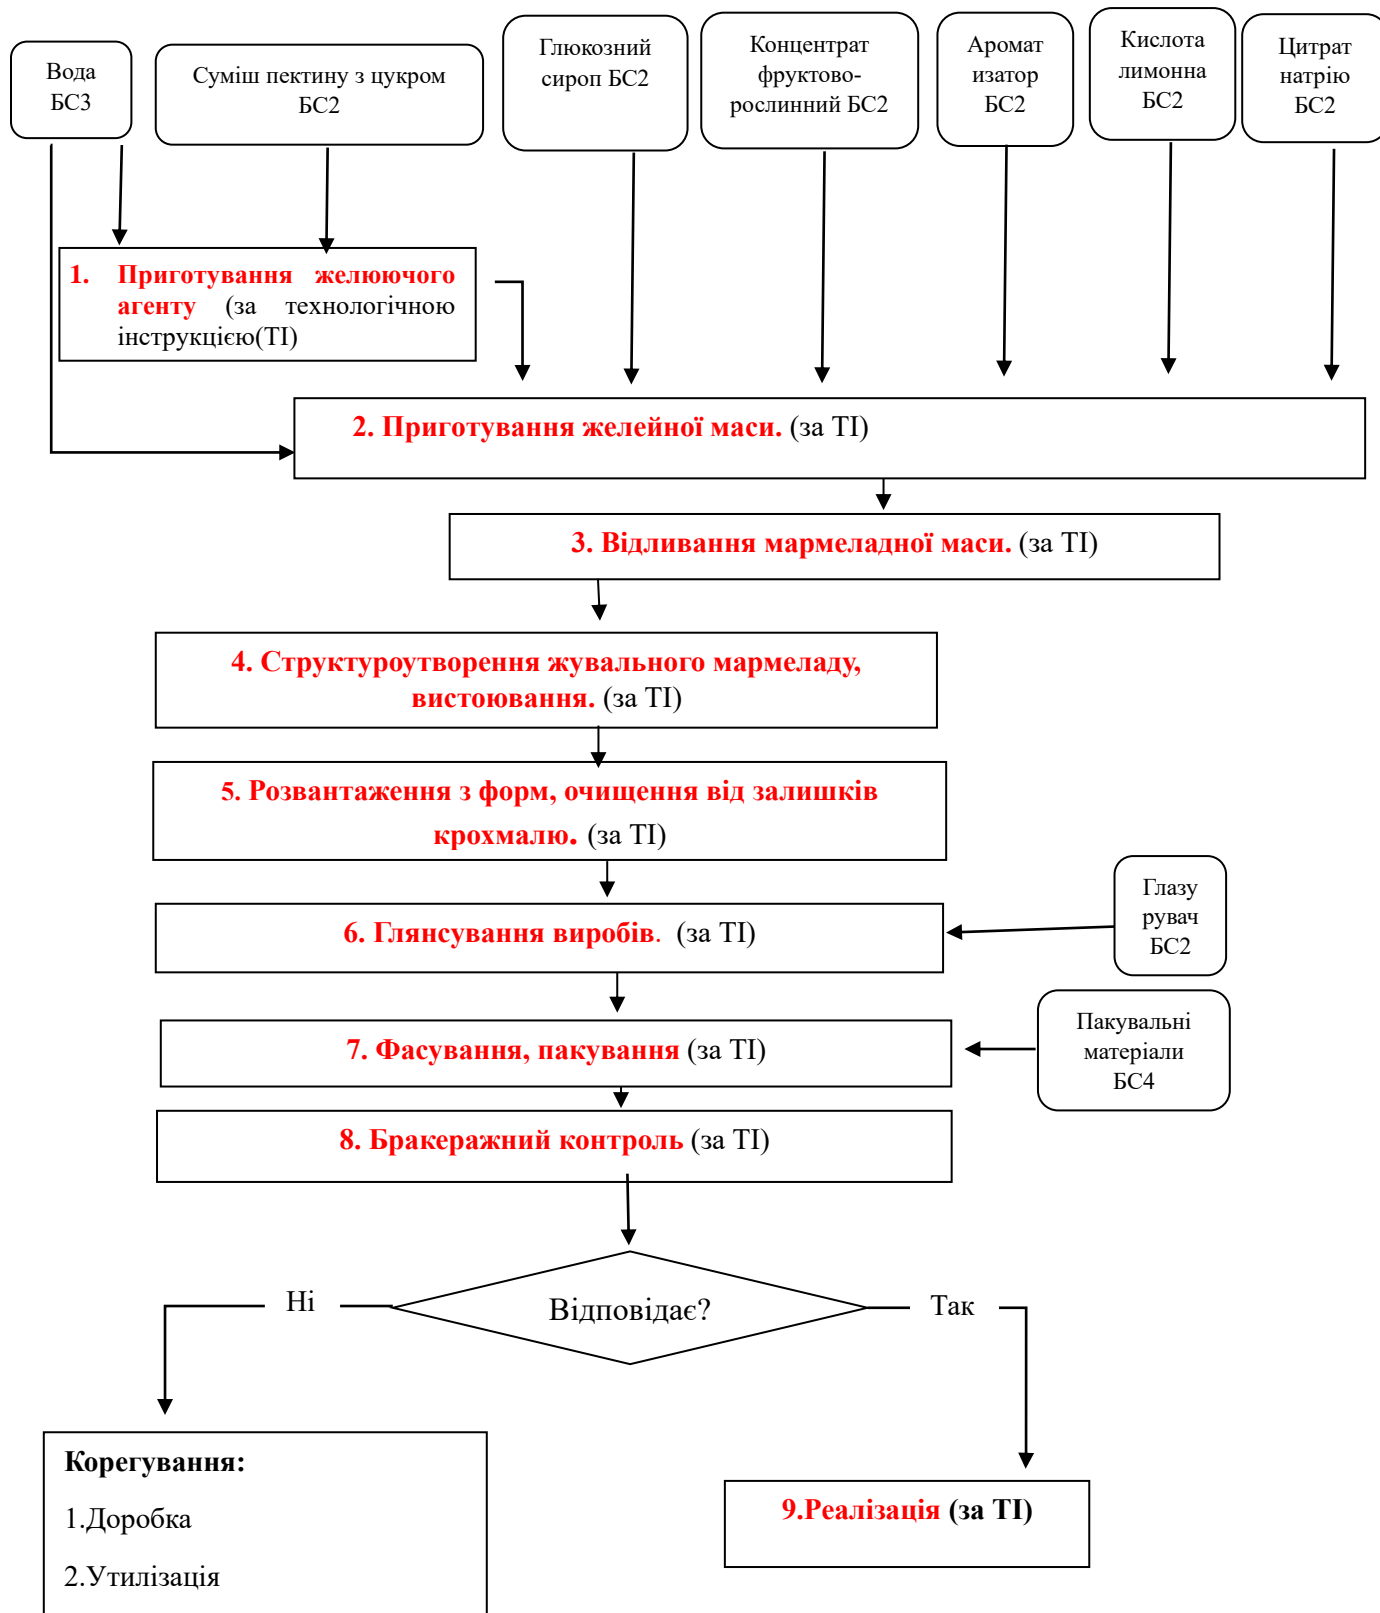 Вода
БС3
Суміш пектину з цукром
БС2
Глюкозний
сироп БС2
Концентрат
фруктово-
рослинний БС2
Аромат
изатор
БС2
Кислота
лимонна
БС2
Цитрат
натрію
БС2
1. Приготування желюючого
агенту (за технологічною
інструкцією(ТІ)
2. Приготування желейної маси. (за ТІ)
3. Відливання мармеладної маси. (за ТІ)
4. Структуроутворення жувального мармеладу,
вистоювання. (за ТІ)
5. Розвантаження з форм, очищення від залишків
крохмалю. (за ТІ)
Глазу
рувач
БС2
6. Глянсування виробів. (за ТІ)
Пакувальні
матеріали
БС4
7. Фасування, пакування (за ТІ)
8. Бракеражний контроль (за ТІ)
Ні
Відповідає?
Так
Корегування:
1.Доробка
2.Утилізація
9.Реалізація (за ТІ)